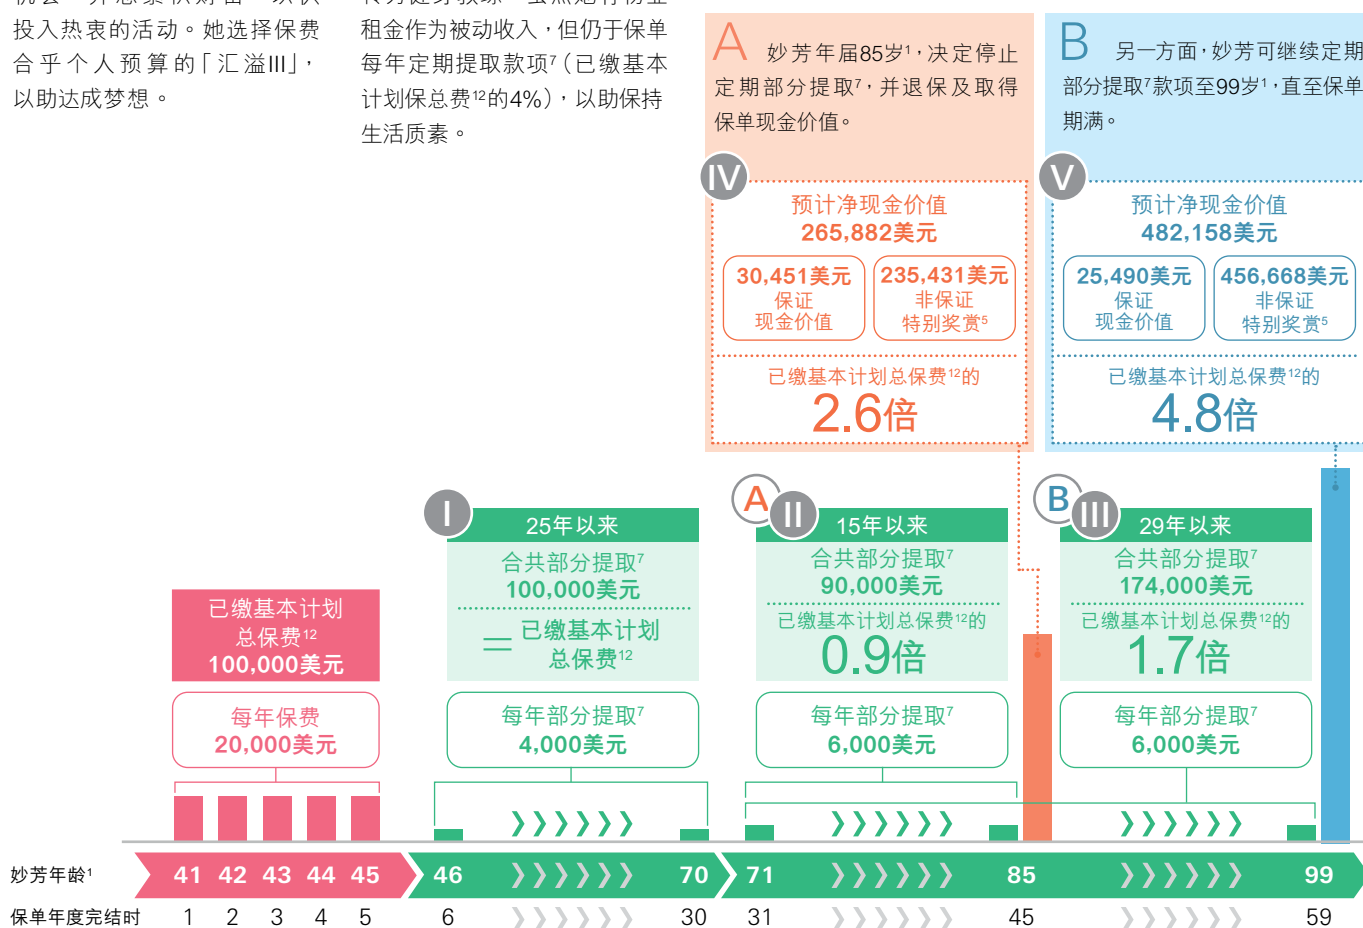 投入热衷的活动。她选择保费
合乎个人预算的「汇溢III」，
以助达成梦想。
租金作为被动收入，但仍于保单
每年定期提取款项7（已缴基本
计划保总费12的4%），以助保持
生活质素。
A 妙芳年届85岁1，决定停止
定期部分提取7，并退保及取得
保单现金价值。
B 另一方面，妙芳可继续定期
部分提取7款项至99岁1，直至保单
期满。
IV
预计净现金价值
265,882美元
30,451美元
保证
现金价值
235,431美元
非保证
特别奖赏5
已缴基本计划总保费12的
2.6倍
V
预计净现金价值
482,158美元
25,490美元
保证
现金价值
456,668美元
非保证
特别奖赏5
已缴基本计划总保费12的
4.8倍
已缴基本计划
总保费12
100,000美元
每年保费
20,000美元
I
25年以来
合共部分提取7
100,000美元
= 已缴基本计划
总保费12
每年部分提取7
4,000美元
A II
15年以来
合共部分提取7
90,000美元
已缴基本计划总保费12的
0.9倍
每年部分提取7
6,000美元
B III
29年以来
合共部分提取7
174,000美元
已缴基本计划总保费12的
1.7倍
每年部分提取7
6,000美元
妙芳年龄1 41 42 43 44 45 46 70 71 85 99
保单年度完结时 1 2 3 4 5 6 30 31 45 59